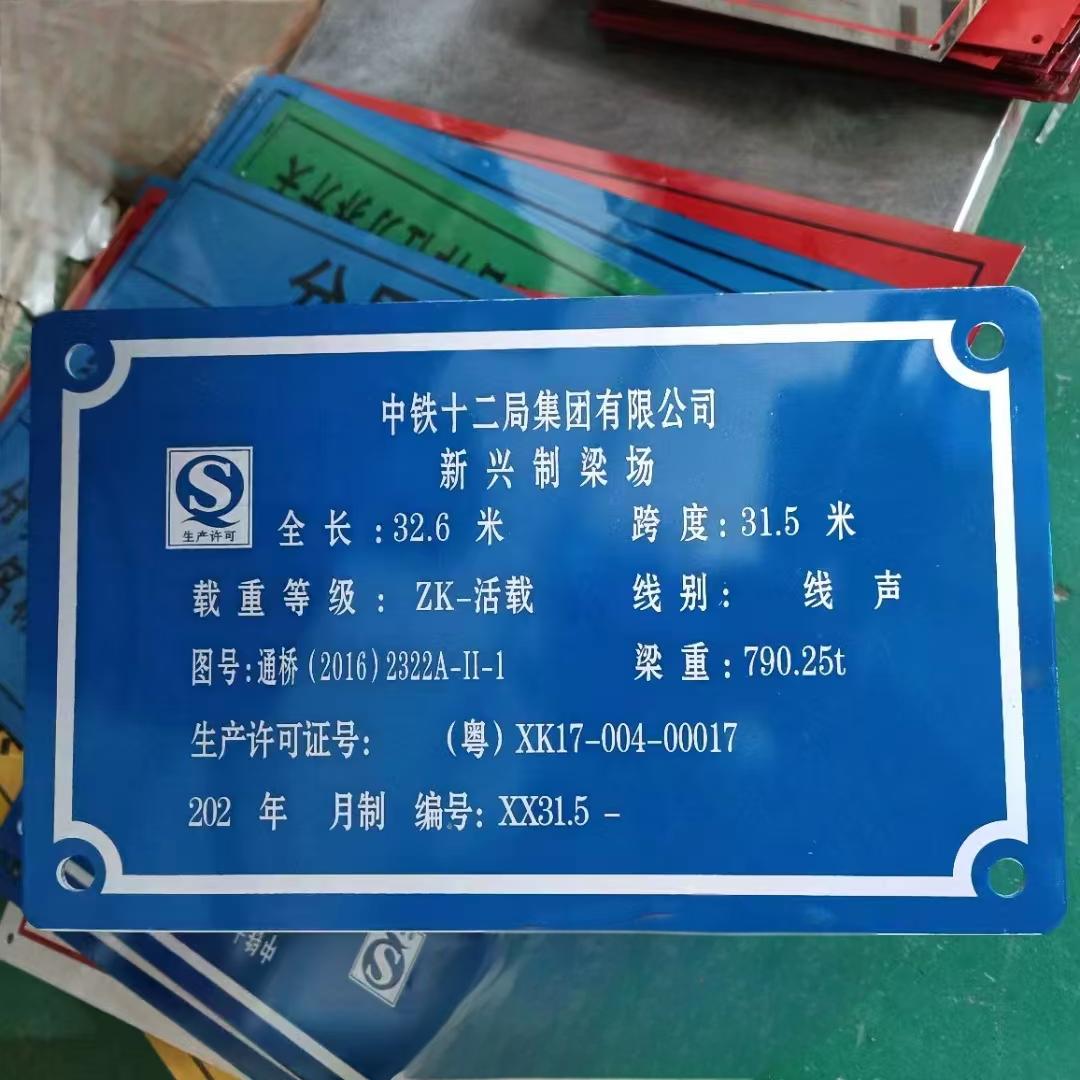 中铁十二局集团有限公司
新兴制梁场
生产许可
全长:32.6 米 跨度:31.5 米
载重等级: ZK-活载 线别: 线 声
图号:通桥(2016)2322A-II-1 梁重:790.25t
生产许可证号: (粤)XK17-004-00017
202 年 月制 编号:XX31.5 -